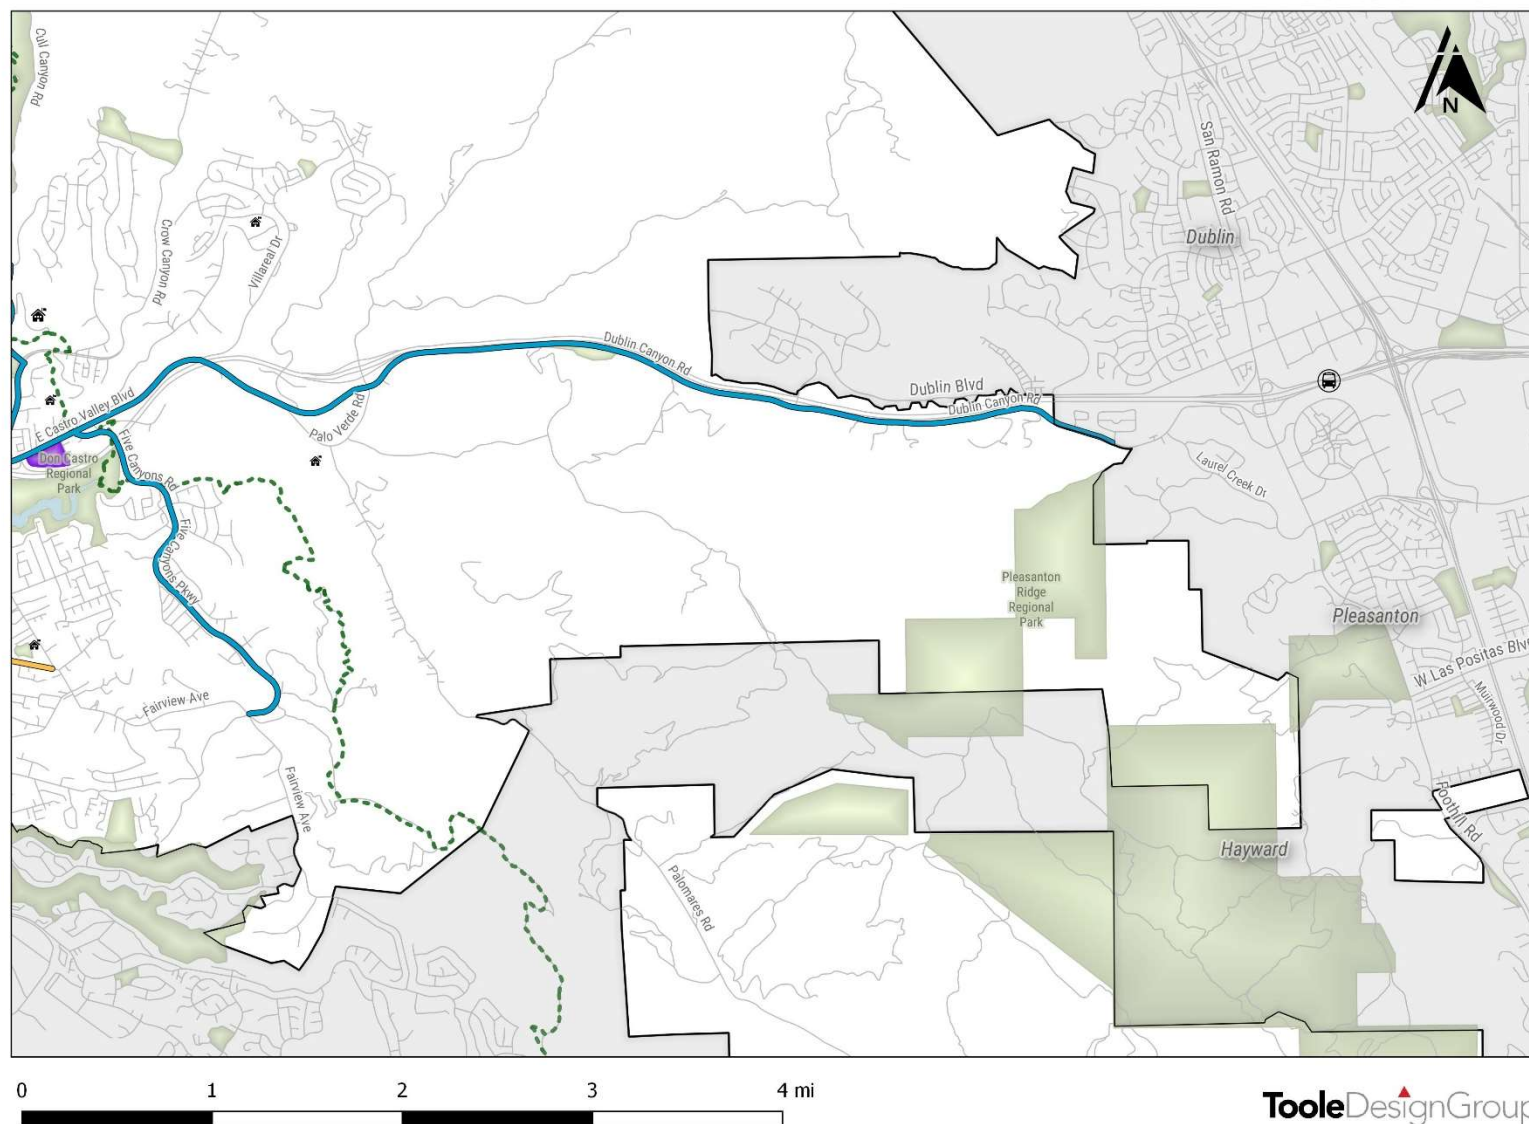 Cull Canyon Rd
N
San Ramon Rd
Dublin
Crow Canyon Rd
Villareal Dr
Dublin Canyon Rd
Dublin Blvd
Dublin Canyon Rd
E Castro Valley Blvd
Palo Verde Rd
Five Canyons Rd
Don Castro
Regional
Park
Laurel Creek Dr
Five Canyons Pkwy
Pleasanton
Ridge
Regional
Park
Pleasanton
W Las Positas Blvd
Muirwood Dr
Fairview Ave
Fairview Ave
Foothill Rd
Hayward
Palomares Rd
0 1 2 3 4 mi
TooleDesignGroup